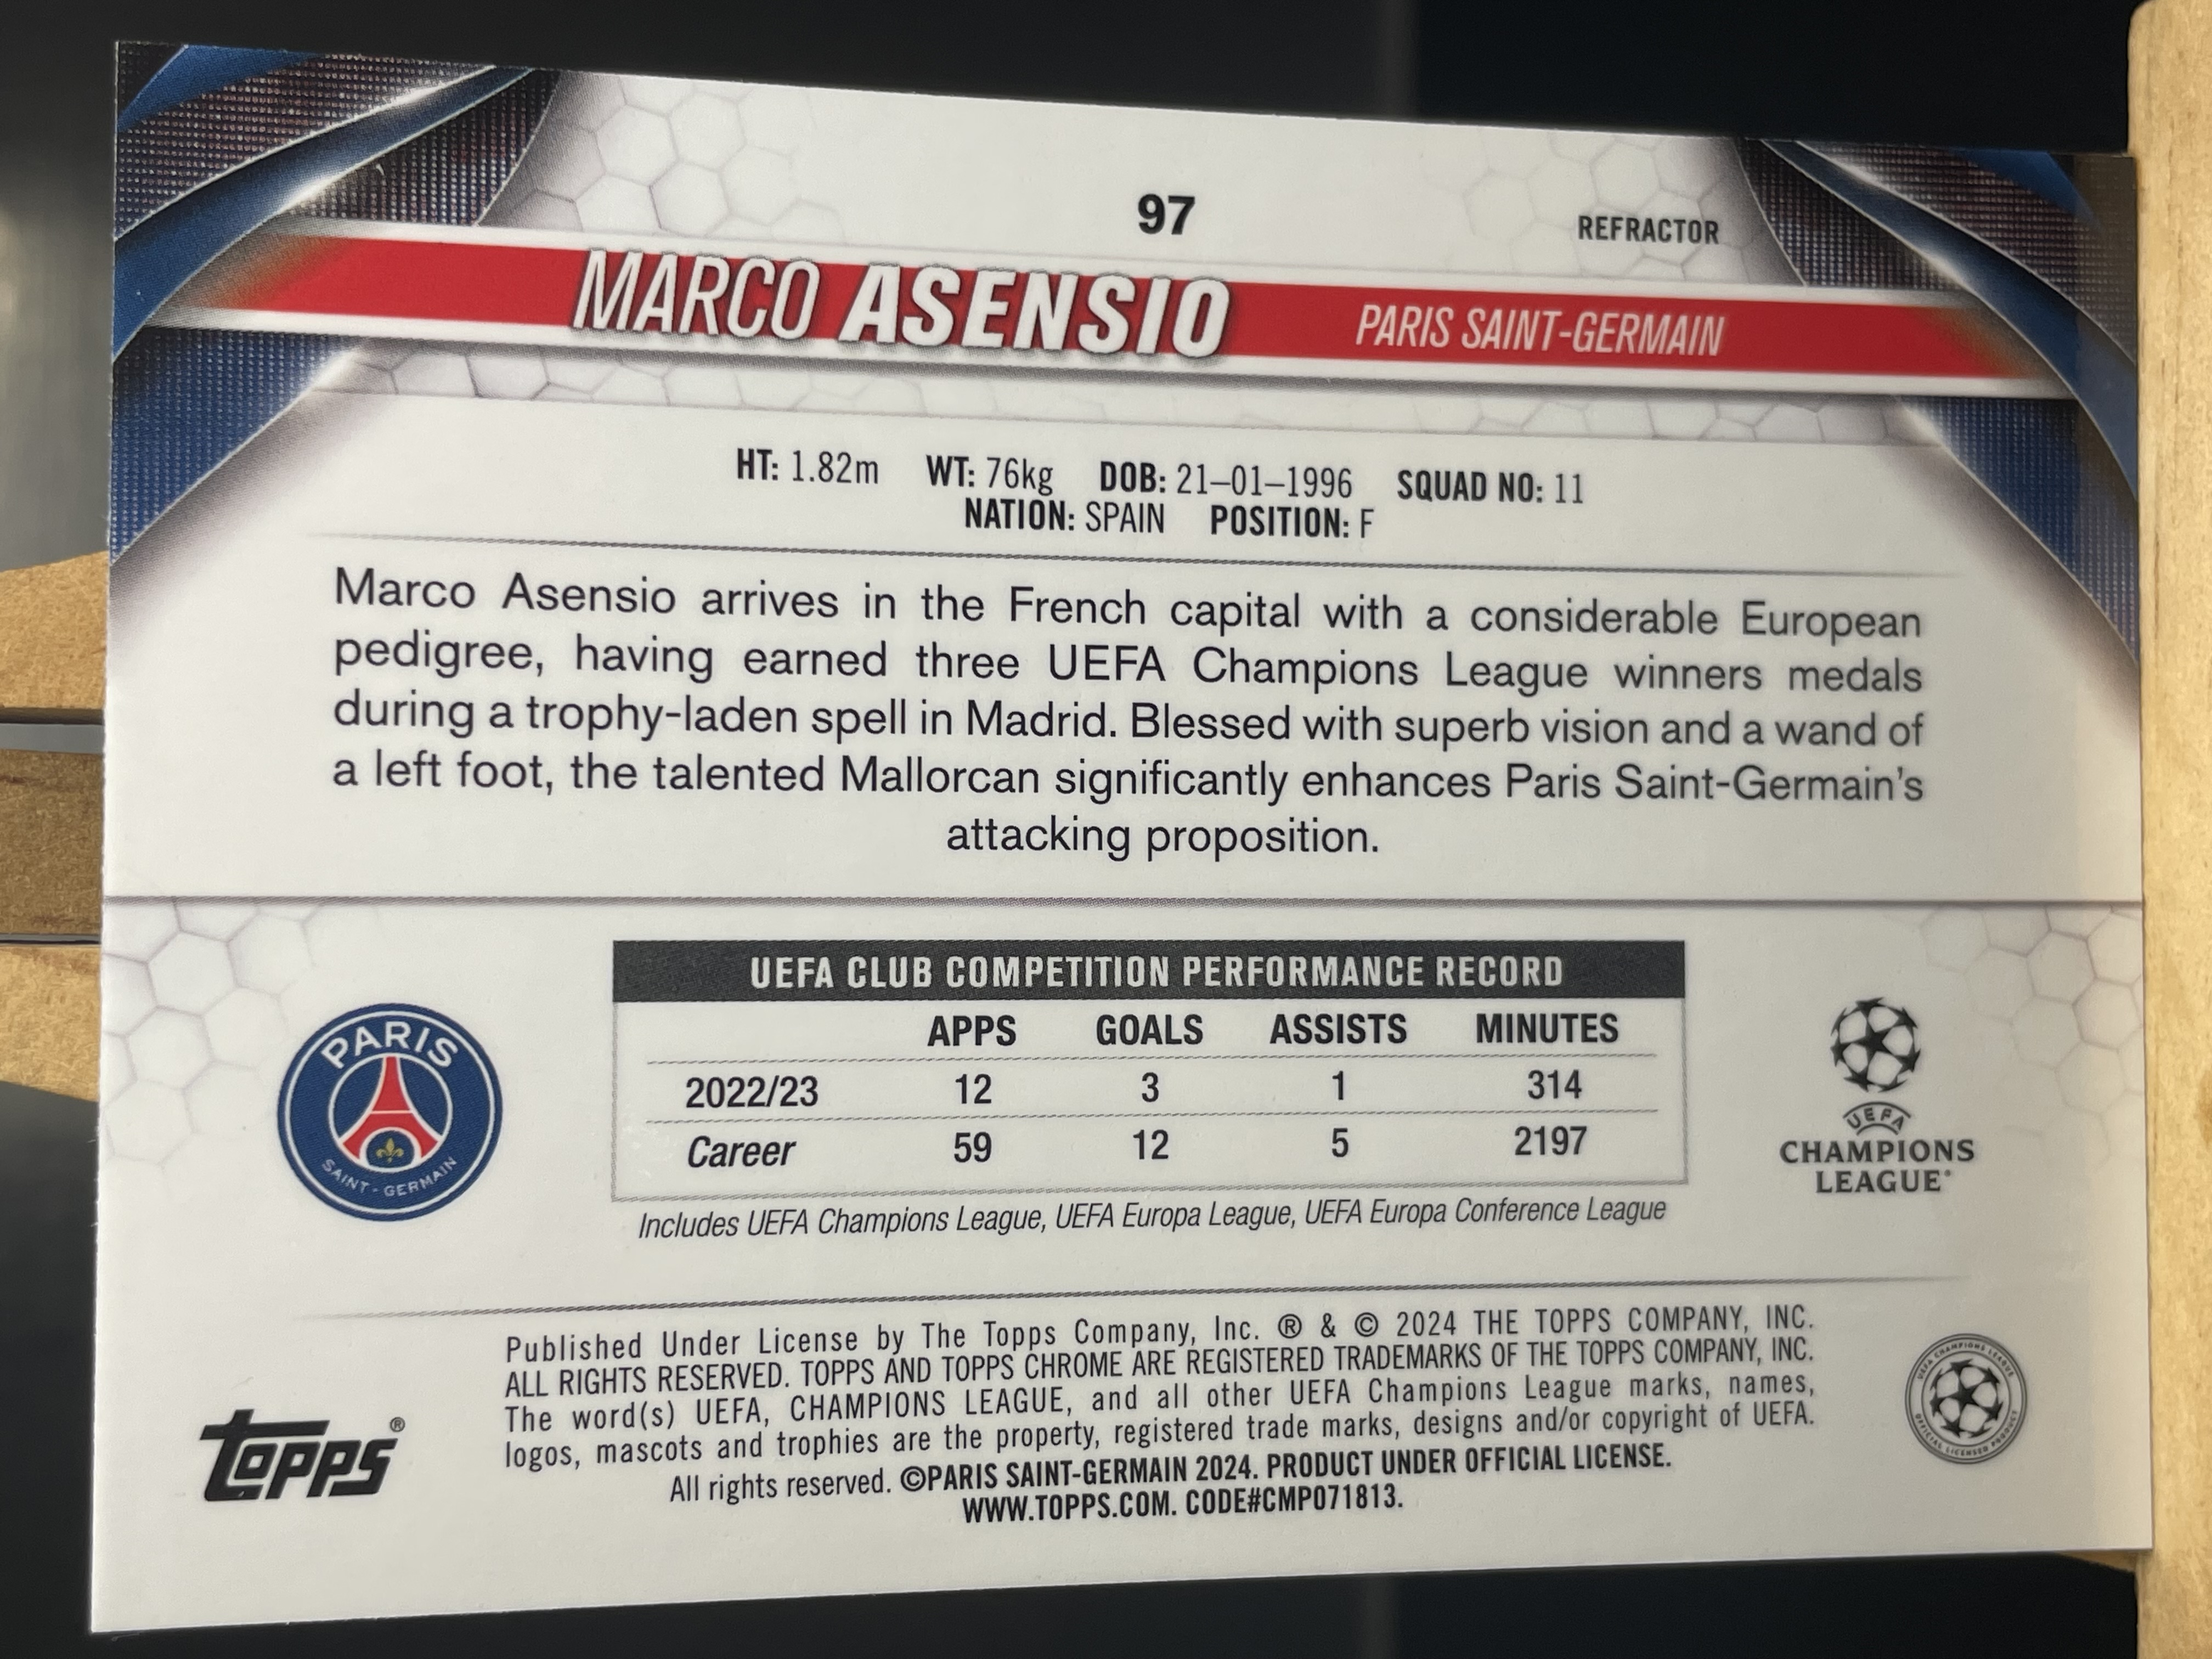 97
REFRACTOR
MARCO ASENSIO PARIS SAINT-GERMAIN
HT: 1.82m WT: 76kg DOB: 21–01–1996 SQUAD NO: 11
NATION: SPAIN POSITION: F
Marco Asensio arrives in the French capital with a considerable European
pedigree, having earned three UEFA Champions League winners medals
during a trophy-laden spell in Madrid. Blessed with superb vision and a wand of
a left foot, the talented Mallorcan significantly enhances Paris Saint-Germain's
attacking proposition.
UEFA CLUB COMPETITION PERFORMANCE RECORD
APPS GOALS ASSISTS MINUTES
2022/23 12 3 1 314
Career 59 12 5 2197
Includes UEFA Champions League, UEFA Europa League, UEFA Europa Conference League
PARIS
SAINT-GERMAIN
UEFA
CHAMPIONS
LEAGUE®
Published Under License by The Topps Company, Inc. ® & © 2024 THE TOPPS COMPANY, INC.
ALL RIGHTS RESERVED. TOPPS AND TOPPS CHROME ARE REGISTERED TRADEMARKS OF THE TOPPS COMPANY, INC.
The word(s) UEFA, CHAMPIONS LEAGUE, and all other UEFA Champions League marks, names,
logos, mascots and trophies are the property, registered trade marks, designs and/or copyright of UEFA.
All rights reserved. ©PARIS SAINT-GERMAIN 2024. PRODUCT UNDER OFFICIAL LICENSE.
WWW.TOPPS.COM. CODE#CMP071813.
Topps®
UEFA CHAMPIONS LEAGUE
OFFICIAL LICENSED PRODUCT